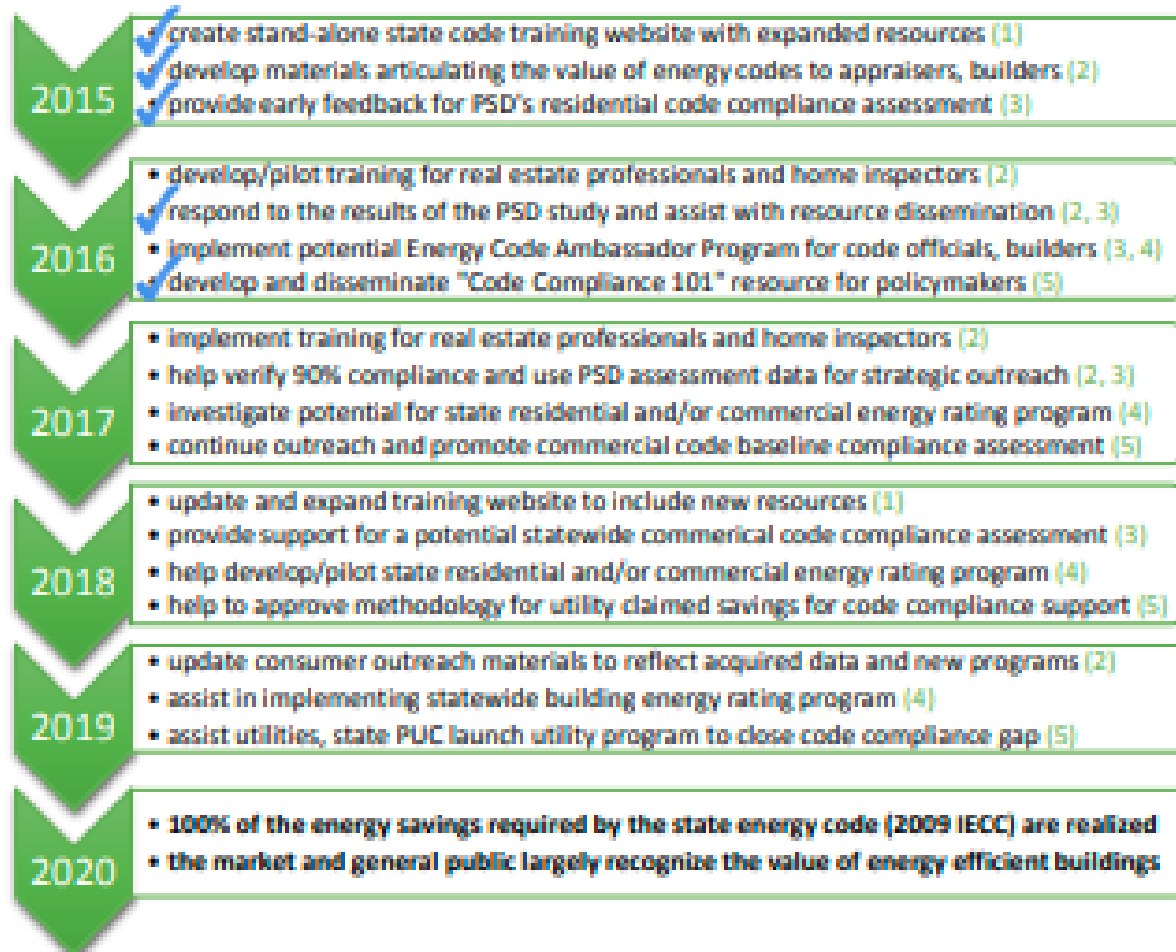 2015
create stand-alone state code training website with expanded resources (1)
develop materials articulating the value of energy codes to appraisers, builders (2)
provide early feedback for PSD's residential code compliance assessment (3)
2016
• develop/pilot training for real estate professionals and home inspectors (2)
respond to the results of the PSD study and assist with resource dissemination (2, 3)
• implement potential Energy Code Ambassador Program for code officials, builders (3, 4)
develop and disseminate "Code Compliance 101" resource for policymakers (5)
2017
• implement training for real estate professionals and home inspectors (2)
• help verify 90% compliance and use PSD assessment data for strategic outreach (2, 3)
• investigate potential for state residential and/or commercial energy rating program (4)
• continue outreach and promote commercial code baseline compliance assessment (5)
2018
• update and expand training website to include new resources (1)
• provide support for a potential statewide commerical code compliance assessment (3)
• help develop/pilot state residential and/or commercial energy rating program (4)
• help to approve methodology for utility claimed savings for code compliance support (5)
2019
• update consumer outreach materials to reflect acquired data and new programs (2)
• assist in implementing statewide building energy rating program (4)
• assist utilities, state PUC launch utility program to close code compliance gap (5)
2020
• 100% of the energy savings required by the state energy code (2009 IECC) are realized
• the market and general public largely recognize the value of energy efficient buildings